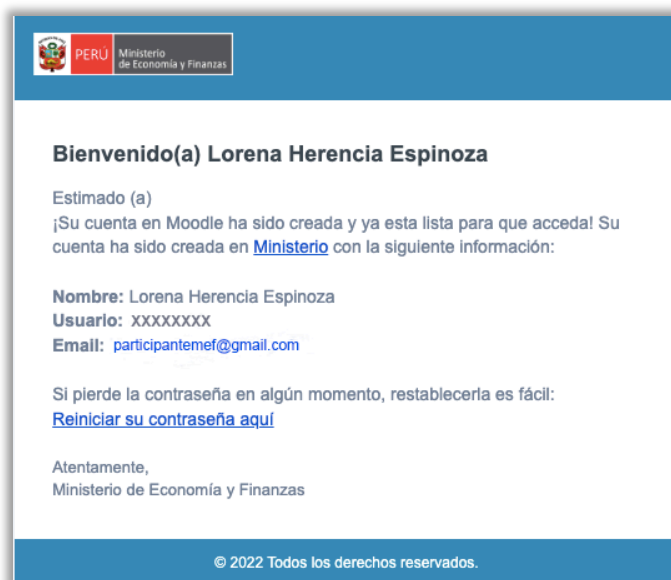 PERÚ
Ministerio
de Economía y Finanzas
Bienvenido(a) Lorena Herencia Espinoza
Estimado (a)
¡Su cuenta en Moodle ha sido creada y ya esta lista para que acceda! Su
cuenta ha sido creada en Ministerio con la siguiente información:
Nombre: Lorena Herencia Espinoza
Usuario: XXXXXXXX
Email: participantemef@gmail.com
Si pierde la contraseña en algún momento, restablecerla es fácil:
Reiniciar su contraseña aquí
Atentamente,
Ministerio de Economía y Finanzas
© 2022 Todos los derechos reservados.